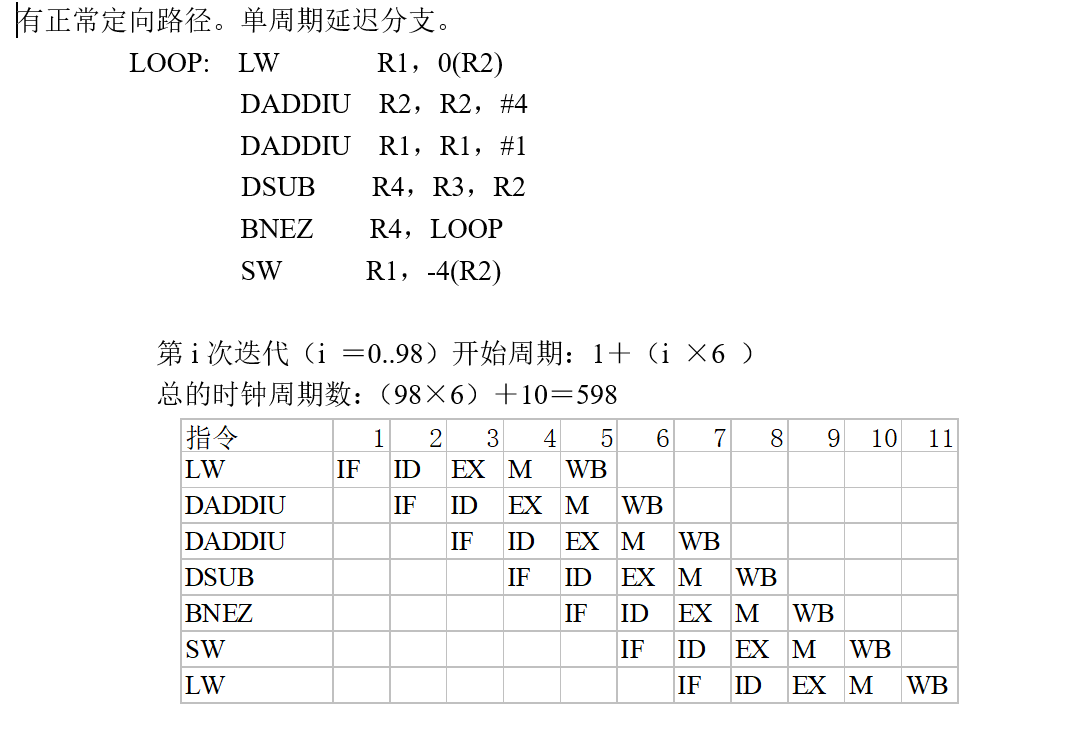 有正常定向路径。单周期延迟分支。
LOOP: LW R1，0(R2)
DADDIU R2，R2，#4
DADDIU R1，R1，#1
DSUB R4，R3，R2
BNEZ R4，LOOP
SW R1，-4(R2)
第 i 次迭代（i ＝0..98）开始周期：1＋（i ×6 ）
总的时钟周期数：（98×6）＋10＝598
指令 1 2 3 4 5 6 7 8 9 10 11
LW IF ID EX M WB
DADDIU IF ID EX M WB
DADDIU IF ID EX M WB
DSUB IF ID EX M WB
BNEZ IF ID EX M WB
SW IF ID EX M WB
LW IF ID EX M WB